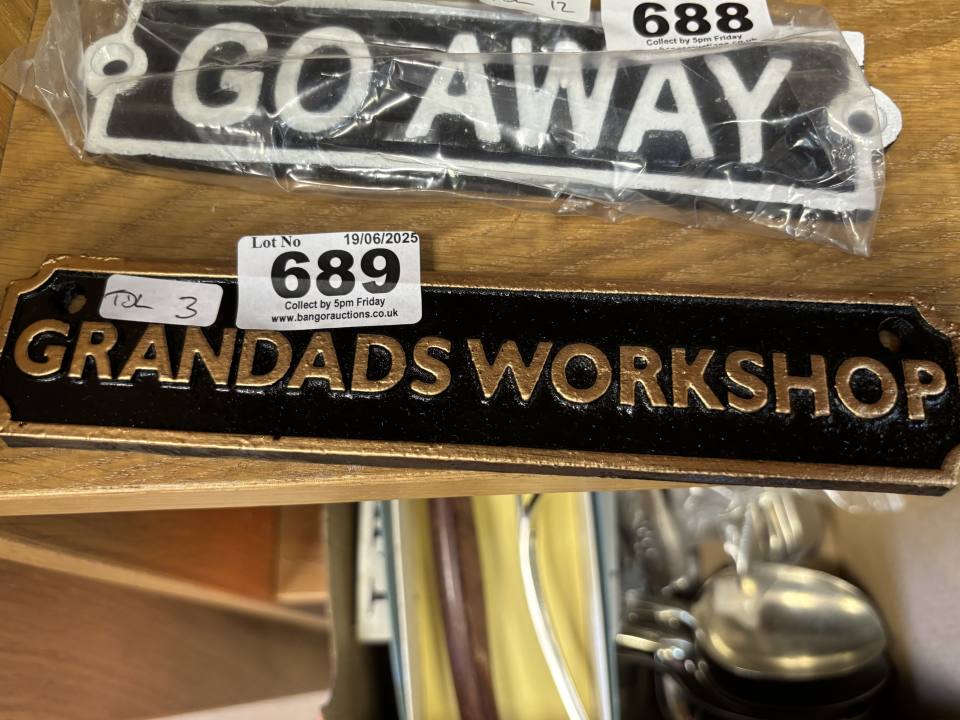 12
688
Collect by 5pm Friday
GO AWAY
Lot No 19/06/2025
689
Collect by 5pm Friday
www.bangorauctions.co.uk
TDL 3
GRANDADS WORKSHOP